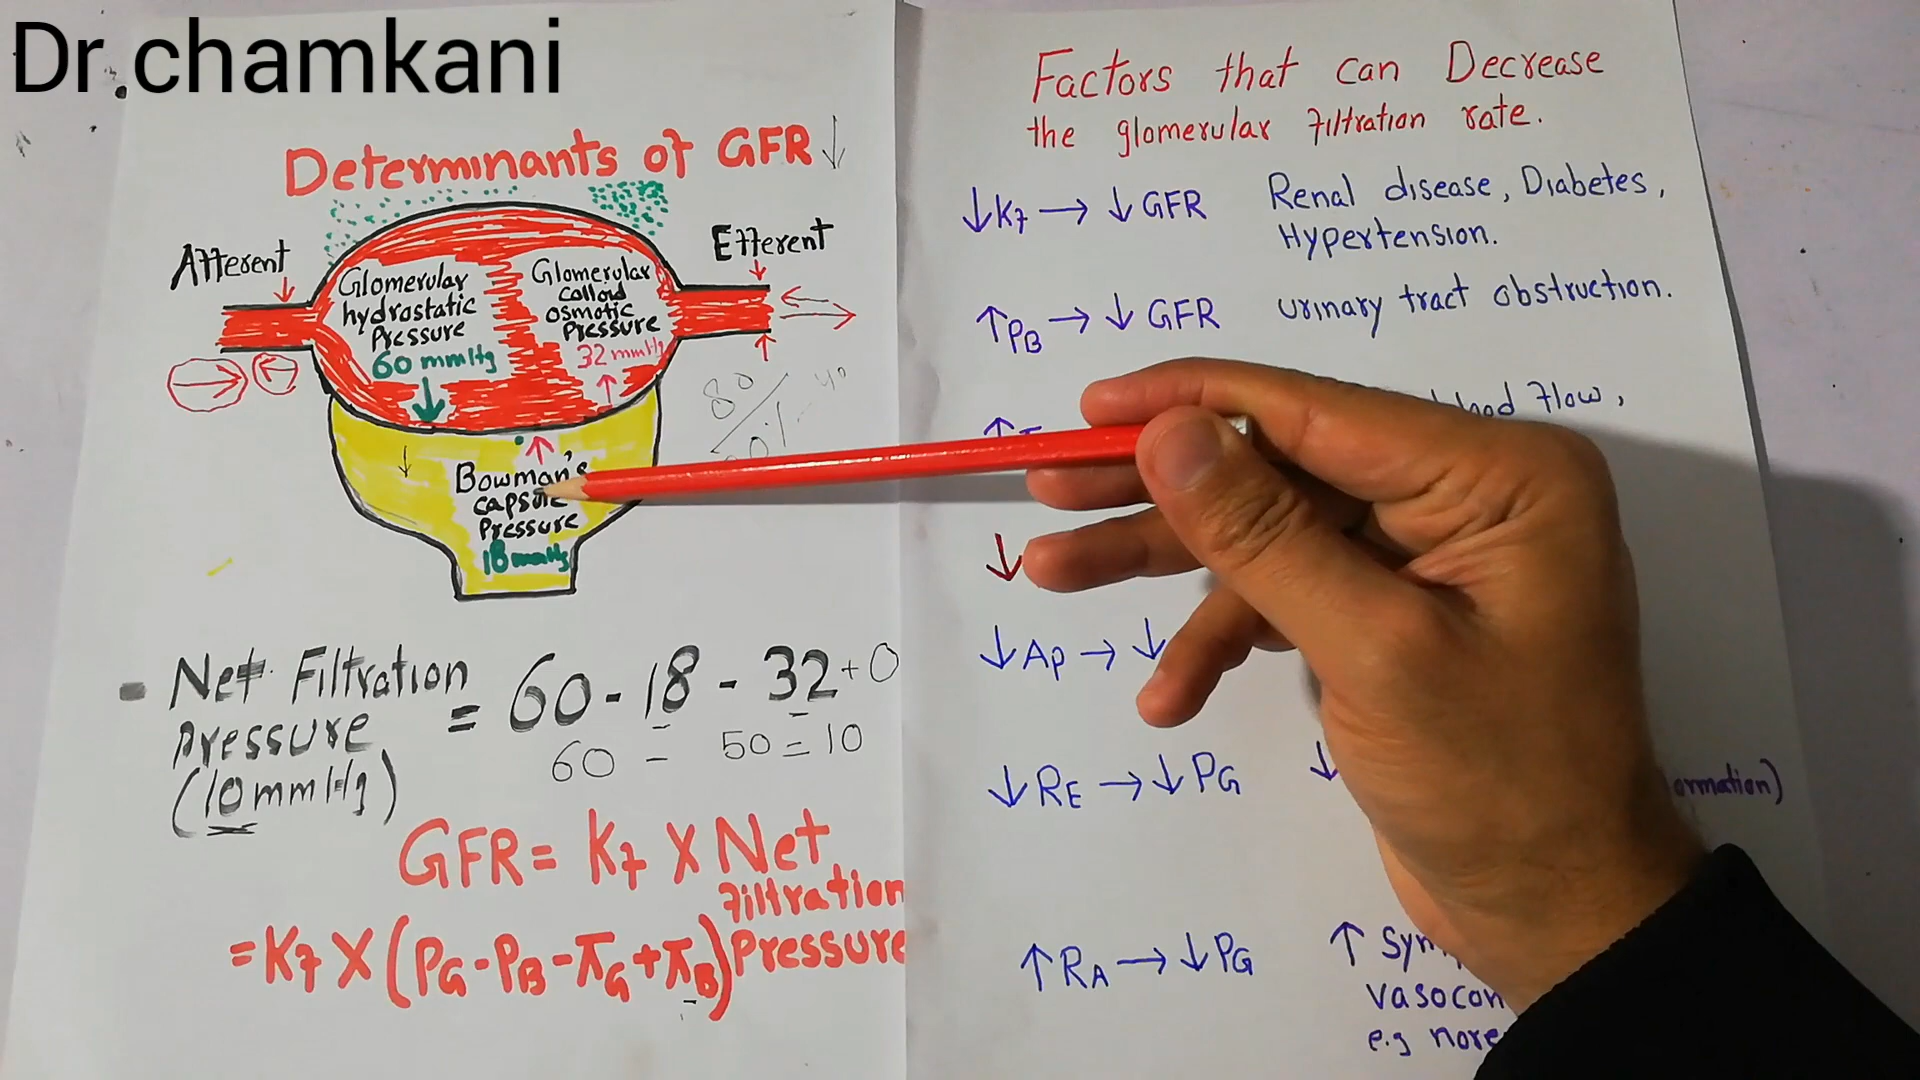 Dr.chamkani
Determinants of GFR ↓
Afferent
Efferent
Glomerular
hydrostatic
Pressure
60 mmHg
Glomerular
colloid
osmotic
Pressure
32 mmHg
80
Bowman's
capsule
Pressure
18 mmHg
- Net Filtration
Pressure
(10mmHg)
= 60 - 18 - 32 + 0
60 - 50 = 10
GFR = Kf X Net
filtration
Pressure
= Kf X (PG - PB - πG + πB)
Factors that can Decrease
the glomerular filtration rate.
↓Kf → ↓ GFR Renal disease, Diabetes,
Hypertension.
↑PB → ↓ GFR urinary tract obstruction.
↑ blood flow,
↓
↓ Ap → ↓
↓ RE → ↓ PG ↓
ormation)
↑ RA → ↓ PG ↑ Sym
vasocon
e.g nore